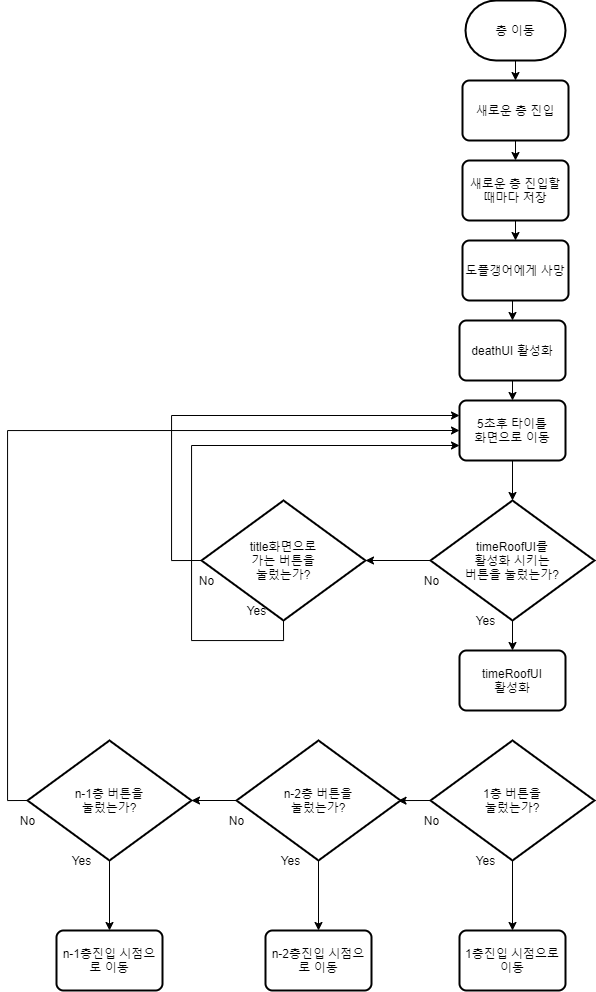 층 이동
새로운 층 진입
새로운 층 진입할
때마다 저장
도플갱어에게 사망
deathUI 활성화
5초후 타이틀
화면으로 이동
title화면으로
가는 버튼을
눌렀는가?
No
Yes
timeRoofUI를
활성화 시키는
버튼을 눌렀는가?
No
Yes
timeRoofUI
활성화
n-1층 버튼을
눌렀는가?
No
Yes
n-2층 버튼을
눌렀는가?
No
Yes
1층 버튼을
눌렀는가?
No
Yes
n-1층진입 시점으
로 이동
n-2층진입 시점으
로 이동
1층진입 시점으로
이동